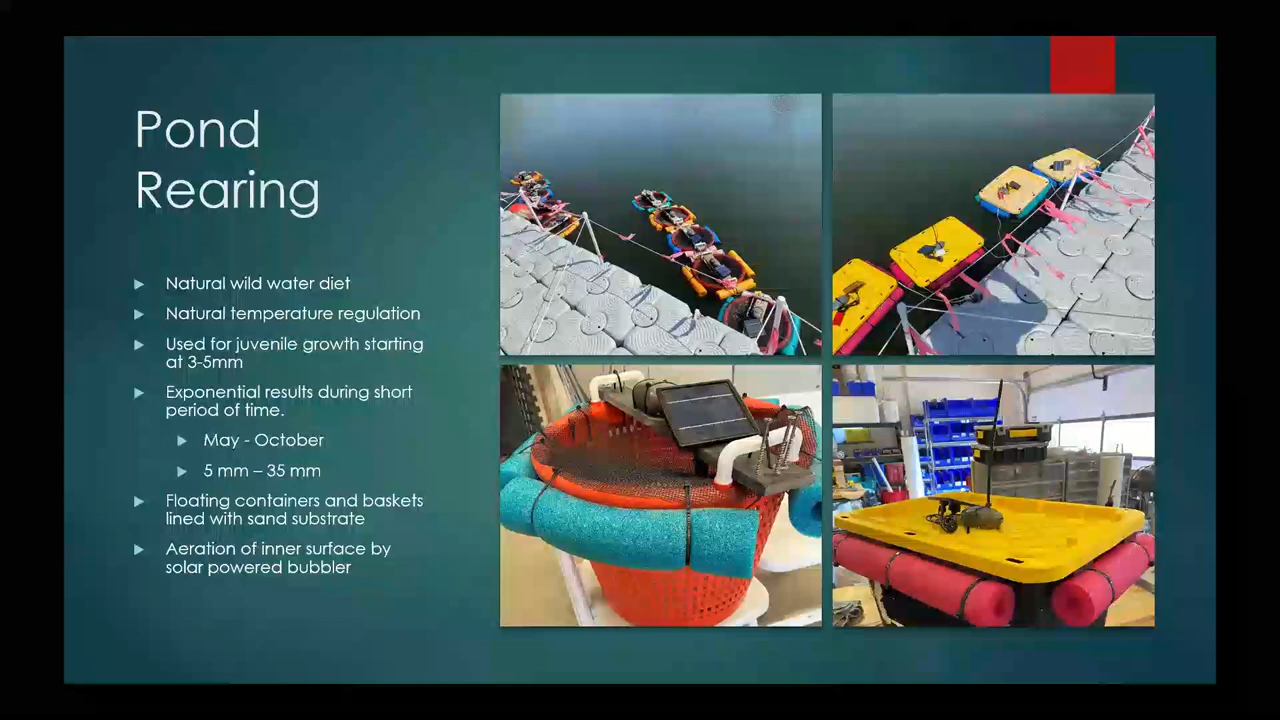 Pond
Rearing
Natural wild water diet
Natural temperature regulation
Used for juvenile growth starting
at 3-5mm
Exponential results during short
period of time.
May - October
5 mm – 35 mm
Floating containers and baskets
lined with sand substrate
Aeration of inner surface by
solar powered bubbler